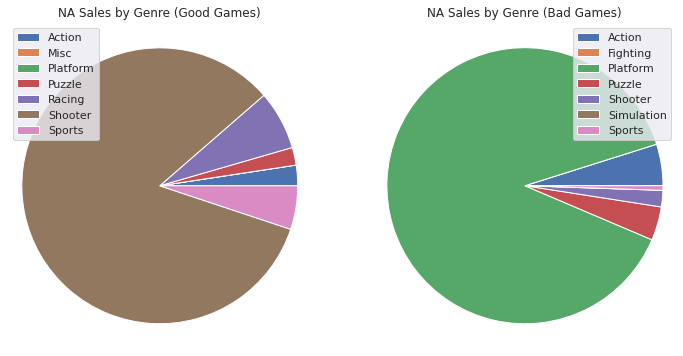 NA Sales by Genre (Good Games)
Action
Misc
Platform
Puzzle
Racing
Shooter
Sports
NA Sales by Genre (Bad Games)
Action
Fighting
Platform
Puzzle
Shooter
Simulation
Sports